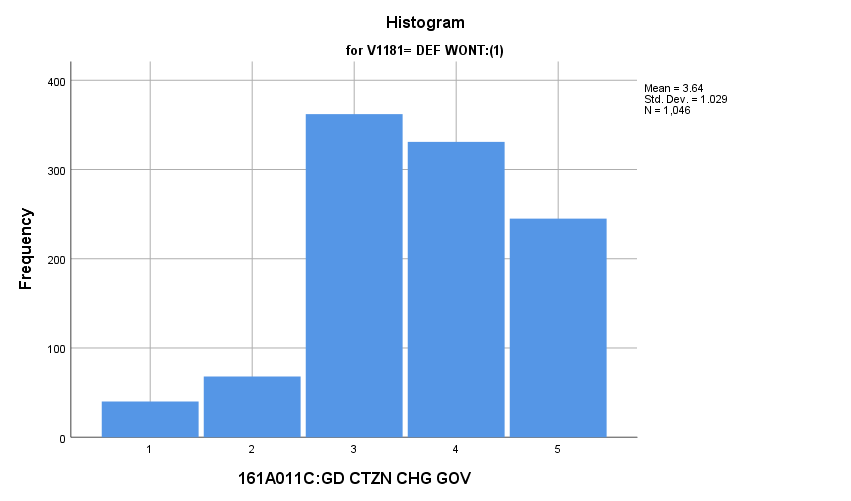 Histogram
for V1181= DEF WONT:(1)
Mean = 3.64
Std. Dev. = 1.029
N = 1,046
400
300
200
100
0
Frequency
1 2 3 4 5
161A011C:GD CTZN CHG GOV